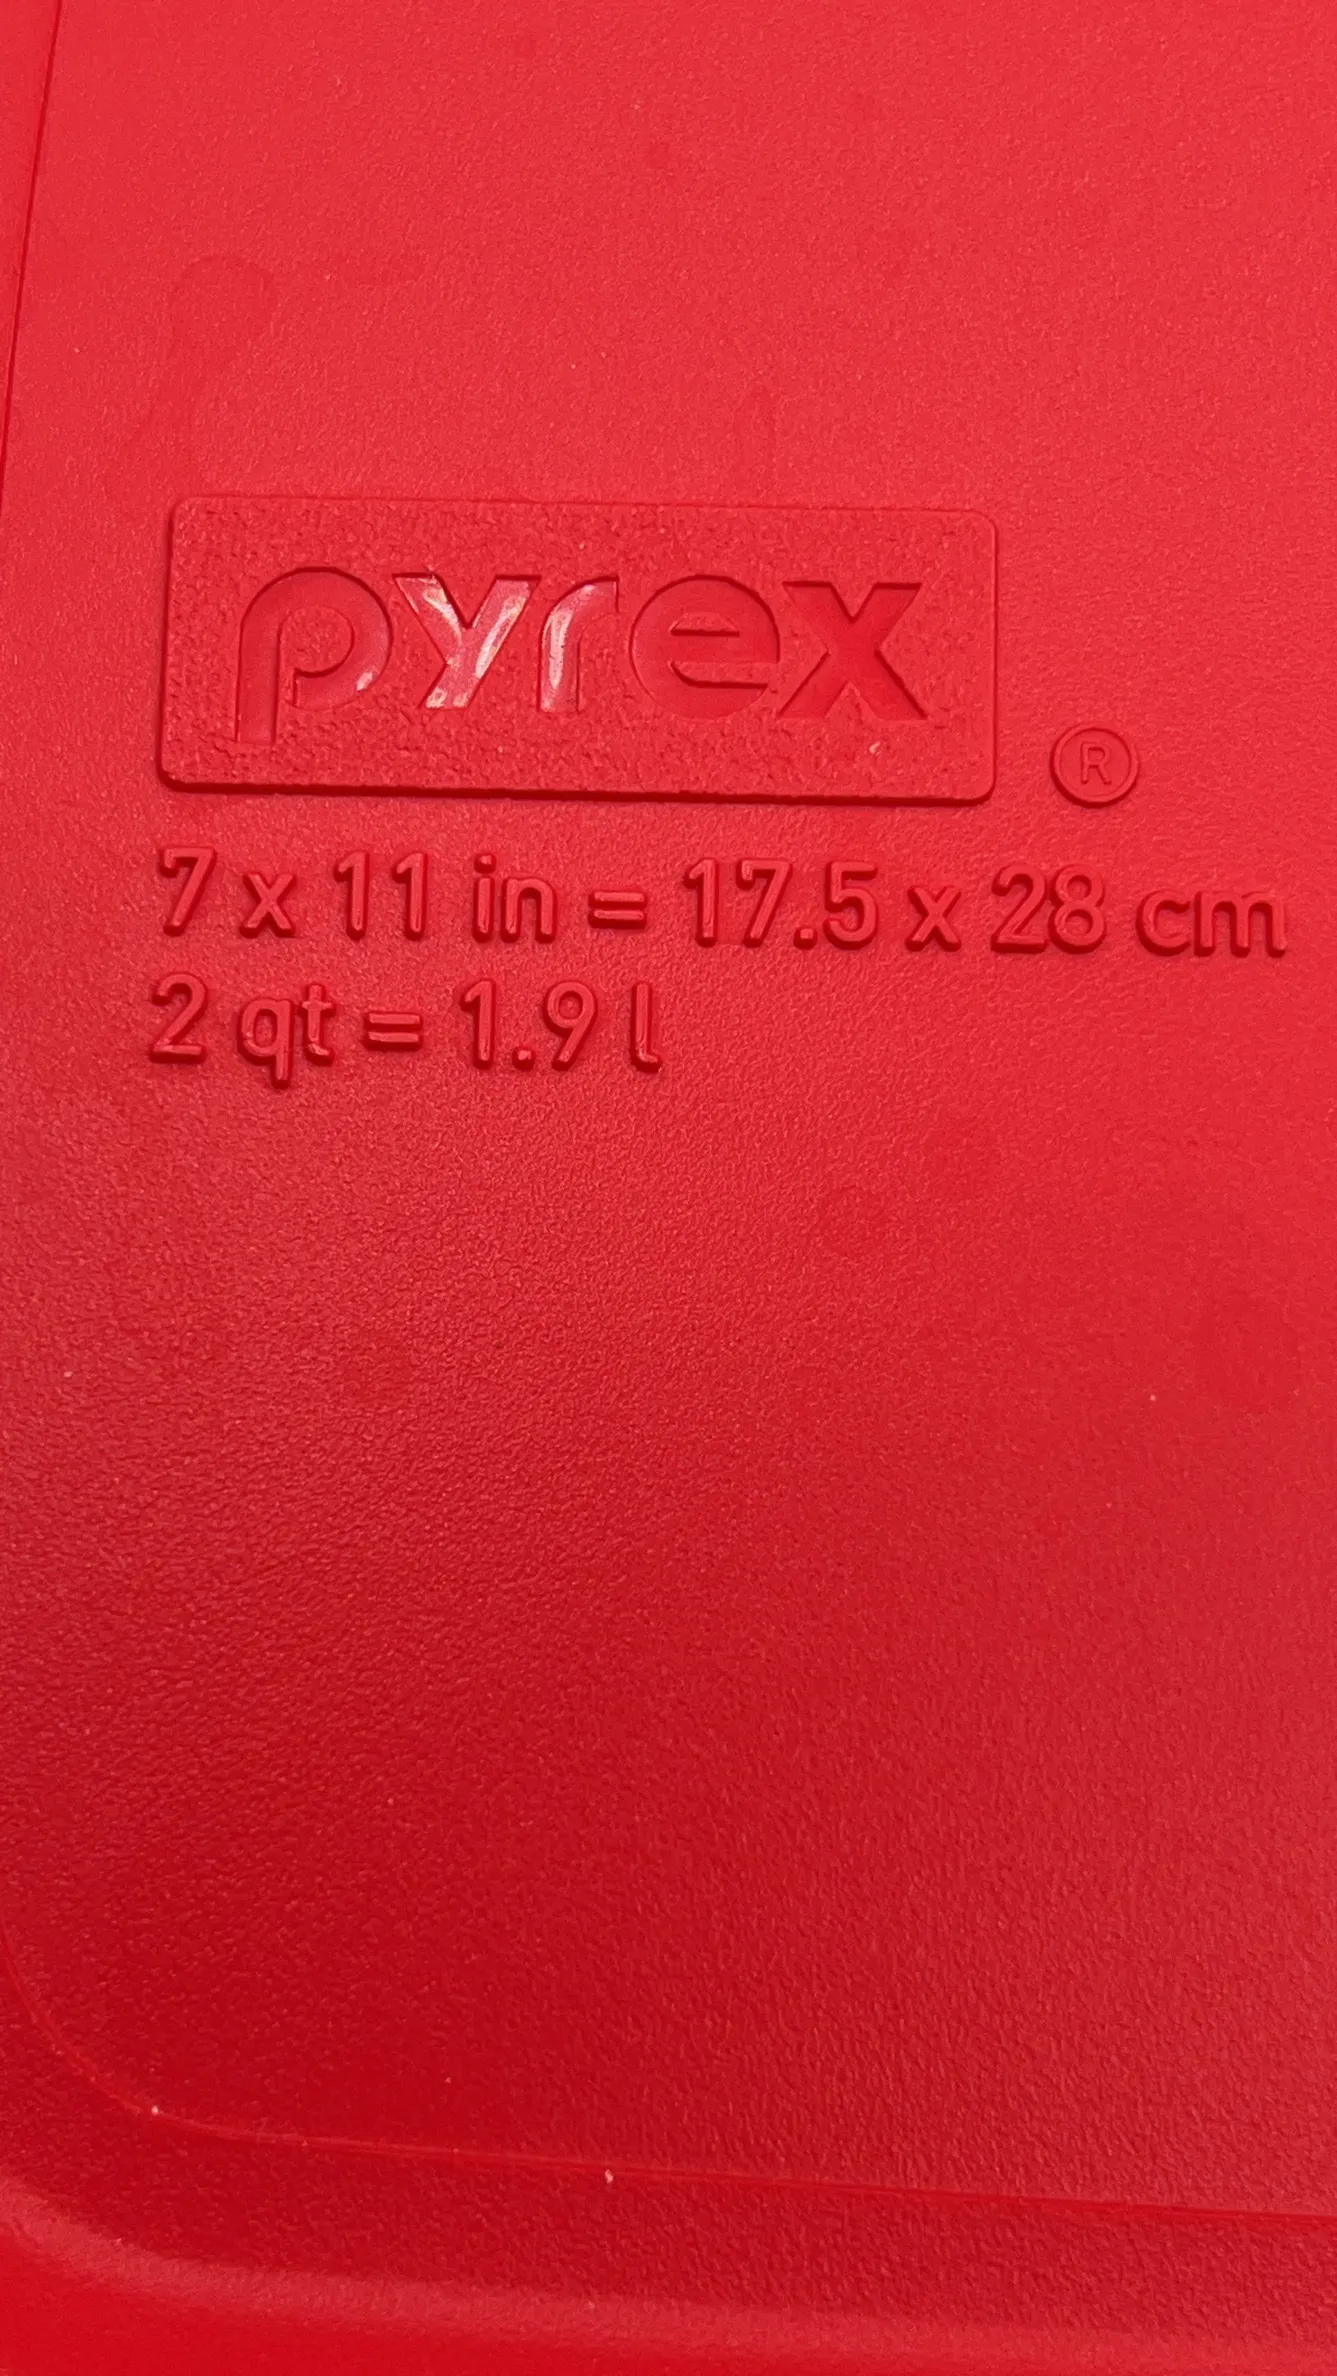 pyrex ®
7 x 11 in = 17.5 x 28 cm
2 qt = 1.9 l